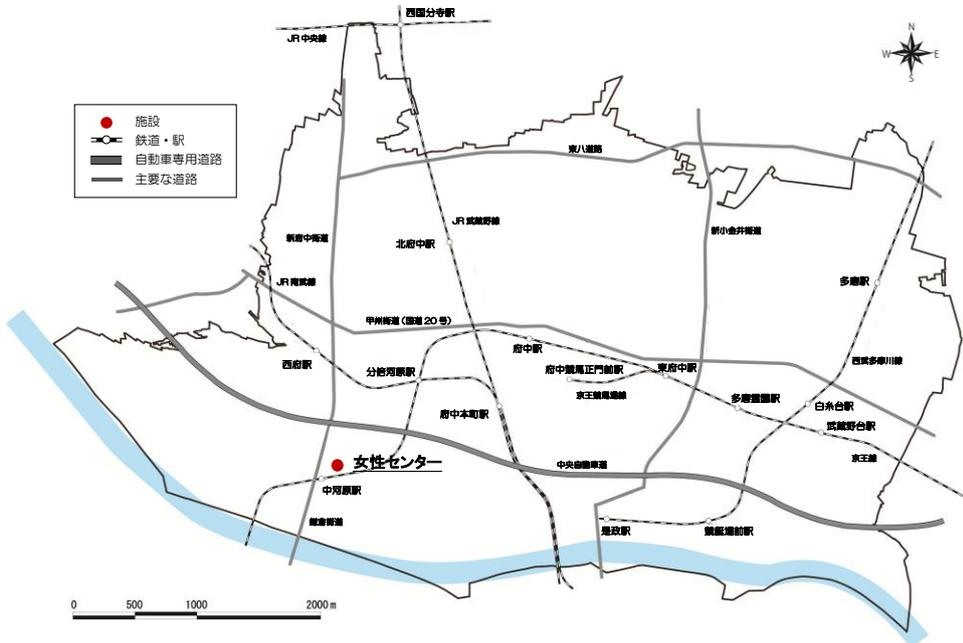 西国分寺駅
JR中央線
N
W
E
S
施設
鉄道・駅
自動車専用道路
主要な道路
東八道路
JR武蔵野線
新府中街道
北府中駅
新小金井街道
JR南武線
多磨駅
甲州街道(国道20号)
府中駅
西府駅
分倍河原駅
府中競馬正門前駅
東府中駅
西武多摩川線
京王競馬場線
府中本町駅
多磨霊園駅
白糸台駅
武蔵野台駅
京王線
女性センター
中央自動車道
中河原駅
鎌倉街道
是政駅
競艇場前駅
0 500 1000 2000m